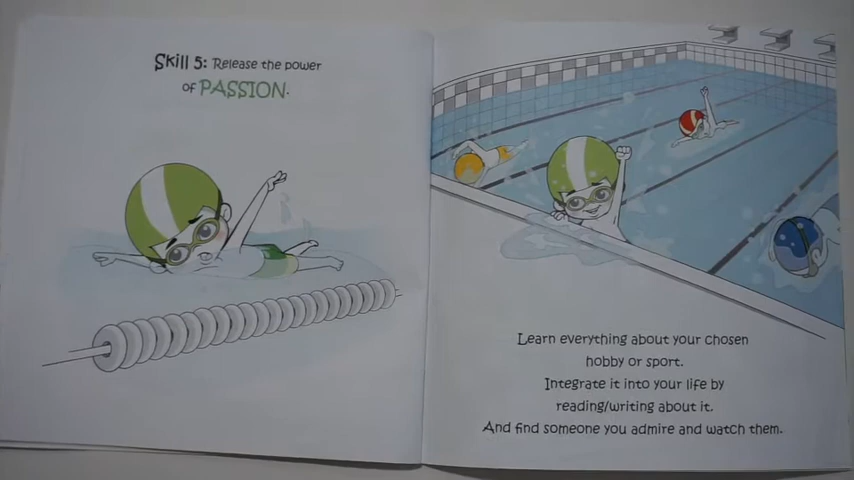 Skill 5: Release the power
of PASSION.
Learn everything about your chosen
hobby or sport.
Integrate it into your life by
reading/writing about it.
And find someone you admire and watch them.